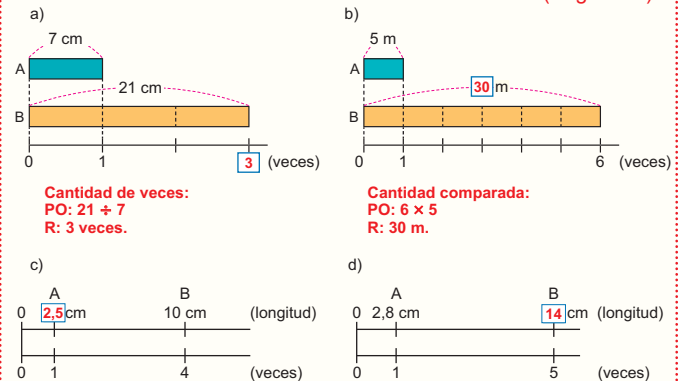 a)
7 cm
A
21 cm
B
0 1 3 (veces)
Cantidad de veces:
PO: 21 ÷ 7
R: 3 veces.
b)
5 m
A
30 m
B
0 1 6 (veces)
Cantidad comparada:
PO: 6 × 5
R: 30 m.
c)
A B
0 2,5 cm 10 cm (longitud)
0 1 4 (veces)
d)
A B
0 2,8 cm 14 cm (longitud)
0 1 5 (veces)